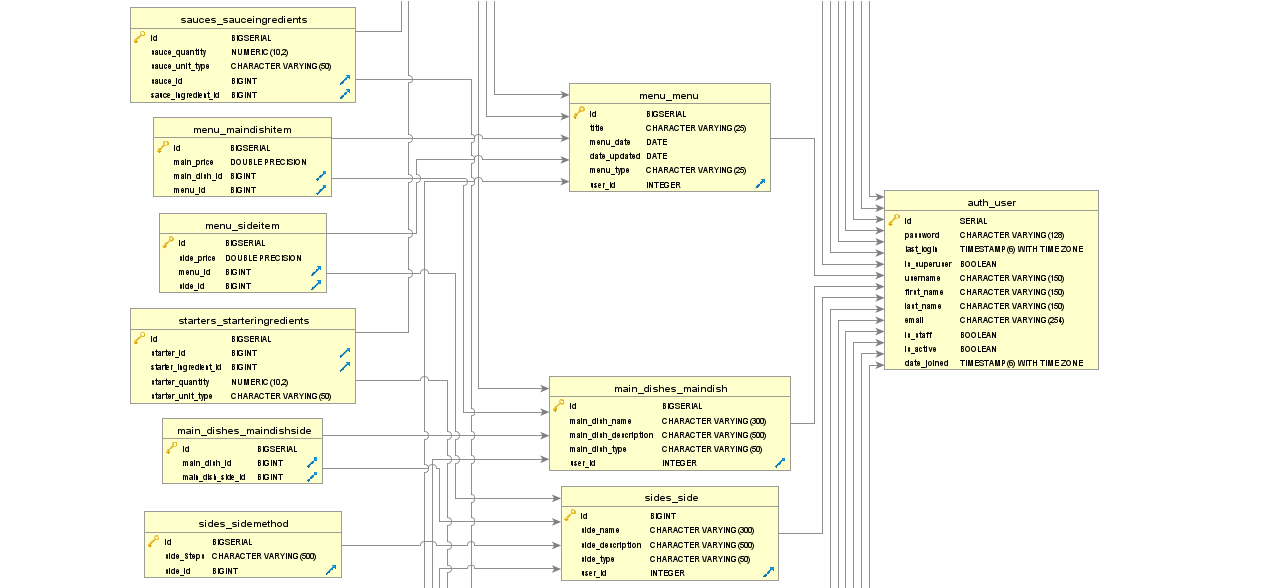 sauces_sauceingredients
id BIGSERIAL
sauce_quantity NUMERIC(10,2)
sauce_unit_type CHARACTER VARYING(50)
sauce_id BIGINT
sauce_ingredient_id BIGINT
menu_maindishitem
id BIGSERIAL
main_price DOUBLE PRECISION
main_dish_id BIGINT
menu_id BIGINT
menu_sideitem
id BIGSERIAL
side_price DOUBLE PRECISION
menu_id BIGINT
side_id BIGINT
starters_starteringredients
id BIGSERIAL
starter_id BIGINT
starter_ingredient_id BIGINT
starter_quantity NUMERIC(10,2)
starter_unit_type CHARACTER VARYING(50)
main_dishes_maindishside
id BIGSERIAL
main_dish_id BIGINT
main_dish_side_id BIGINT
sides_sidemethod
id BIGSERIAL
side_Steps CHARACTER VARYING(500)
side_id BIGINT
menu_menu
id BIGSERIAL
title CHARACTER VARYING(25)
menu_date DATE
date_updated DATE
menu_type CHARACTER VARYING(25)
user_id INTEGER
main_dishes_maindish
id BIGSERIAL
main_dish_name CHARACTER VARYING(300)
main_dish_description CHARACTER VARYING(500)
main_dish_type CHARACTER VARYING(50)
user_id INTEGER
sides_side
id BIGINT
side_name CHARACTER VARYING(300)
side_description CHARACTER VARYING(500)
side_type CHARACTER VARYING(50)
user_id INTEGER
auth_user
id SERIAL
password CHARACTER VARYING(128)
last_login TIMESTAMP(6) WITH TIME ZONE
is_superuser BOOLEAN
username CHARACTER VARYING(150)
first_name CHARACTER VARYING(150)
last_name CHARACTER VARYING(150)
email CHARACTER VARYING(254)
is_staff BOOLEAN
is_active BOOLEAN
date_joined TIMESTAMP(6) WITH TIME ZONE